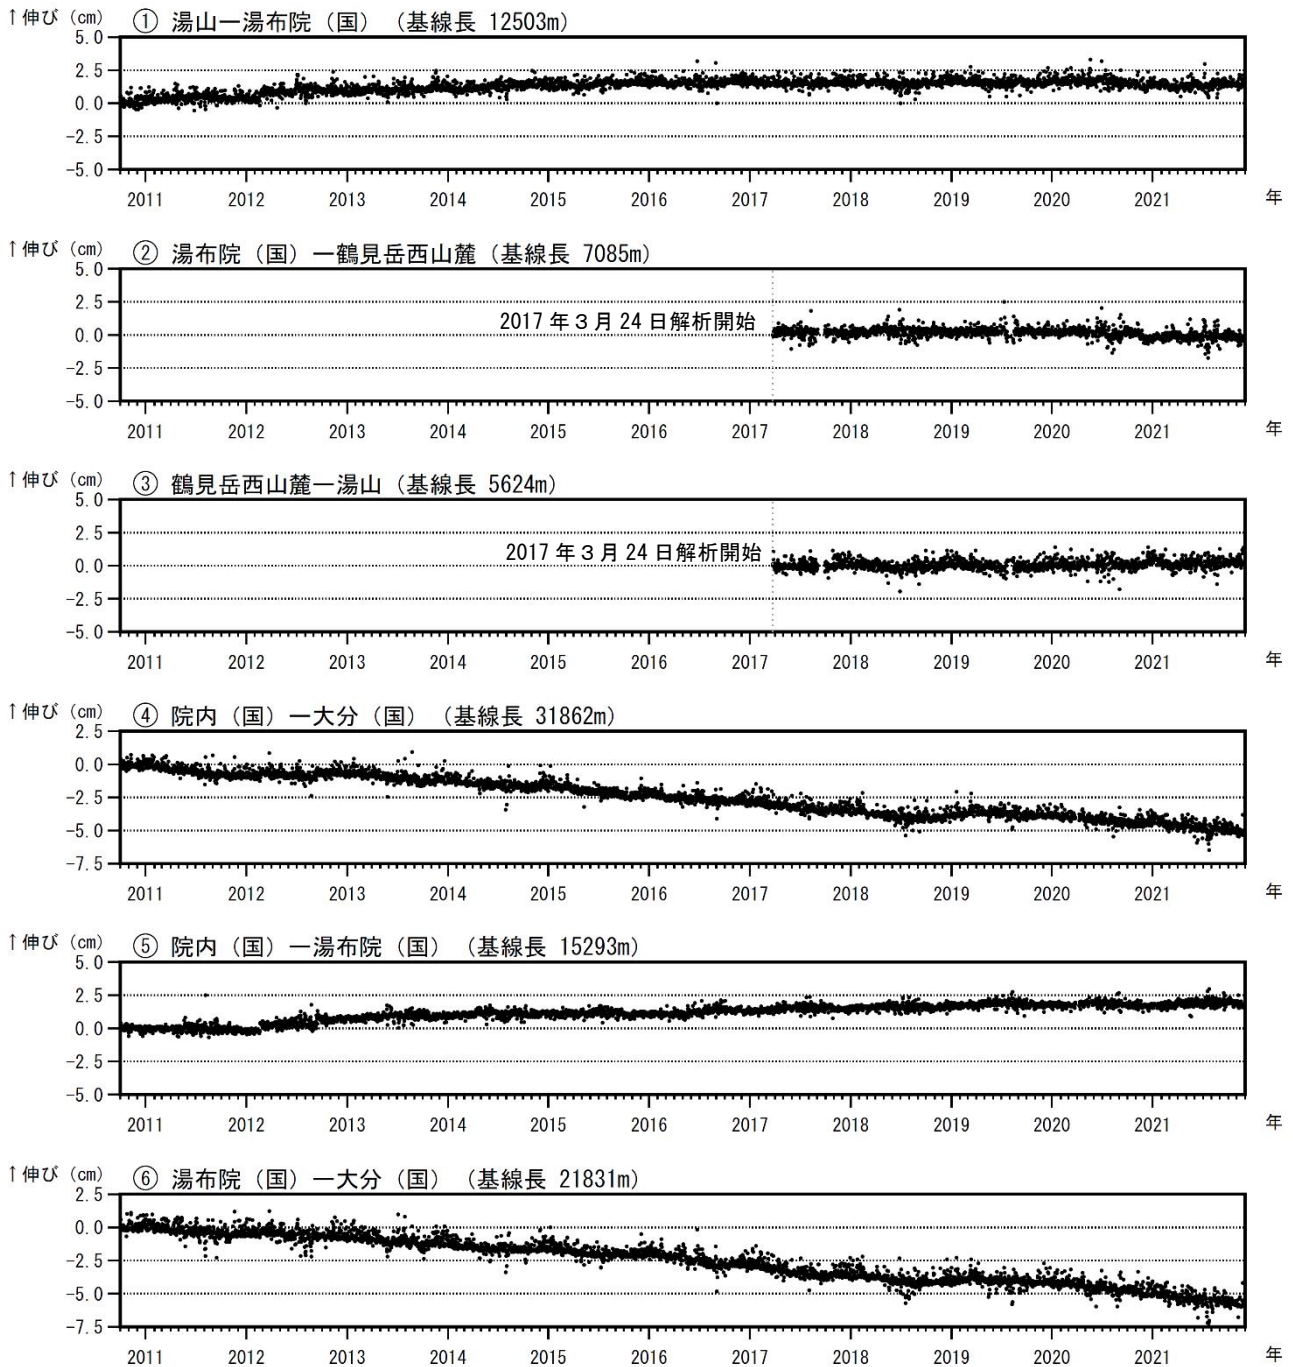 ↑伸び (cm) ① 湯山ー湯布院（国）（基線長 12503m）
5.0
2.5
0.0
-2.5
-5.0
2011 2012 2013 2014 2015 2016 2017 2018 2019 2020 2021 年
↑伸び (cm) ② 湯布院（国）ー鶴見岳西山麓（基線長 7085m）
5.0
2.5
2017年3月24日解析開始
0.0
-2.5
-5.0
2011 2012 2013 2014 2015 2016 2017 2018 2019 2020 2021 年
↑伸び (cm) ③ 鶴見岳西山麓ー湯山（基線長 5624m）
5.0
2.5
2017年3月24日解析開始
0.0
-2.5
-5.0
2011 2012 2013 2014 2015 2016 2017 2018 2019 2020 2021 年
↑伸び (cm) ④ 院内（国）ー大分（国）（基線長 31862m）
2.5
0.0
-2.5
-5.0
-7.5
2011 2012 2013 2014 2015 2016 2017 2018 2019 2020 2021 年
↑伸び (cm) ⑤ 院内（国）ー湯布院（国）（基線長 15293m）
5.0
2.5
0.0
-2.5
-5.0
2011 2012 2013 2014 2015 2016 2017 2018 2019 2020 2021 年
↑伸び (cm) ⑥ 湯布院（国）ー大分（国）（基線長 21831m）
2.5
0.0
-2.5
-5.0
-7.5
2011 2012 2013 2014 2015 2016 2017 2018 2019 2020 2021 年